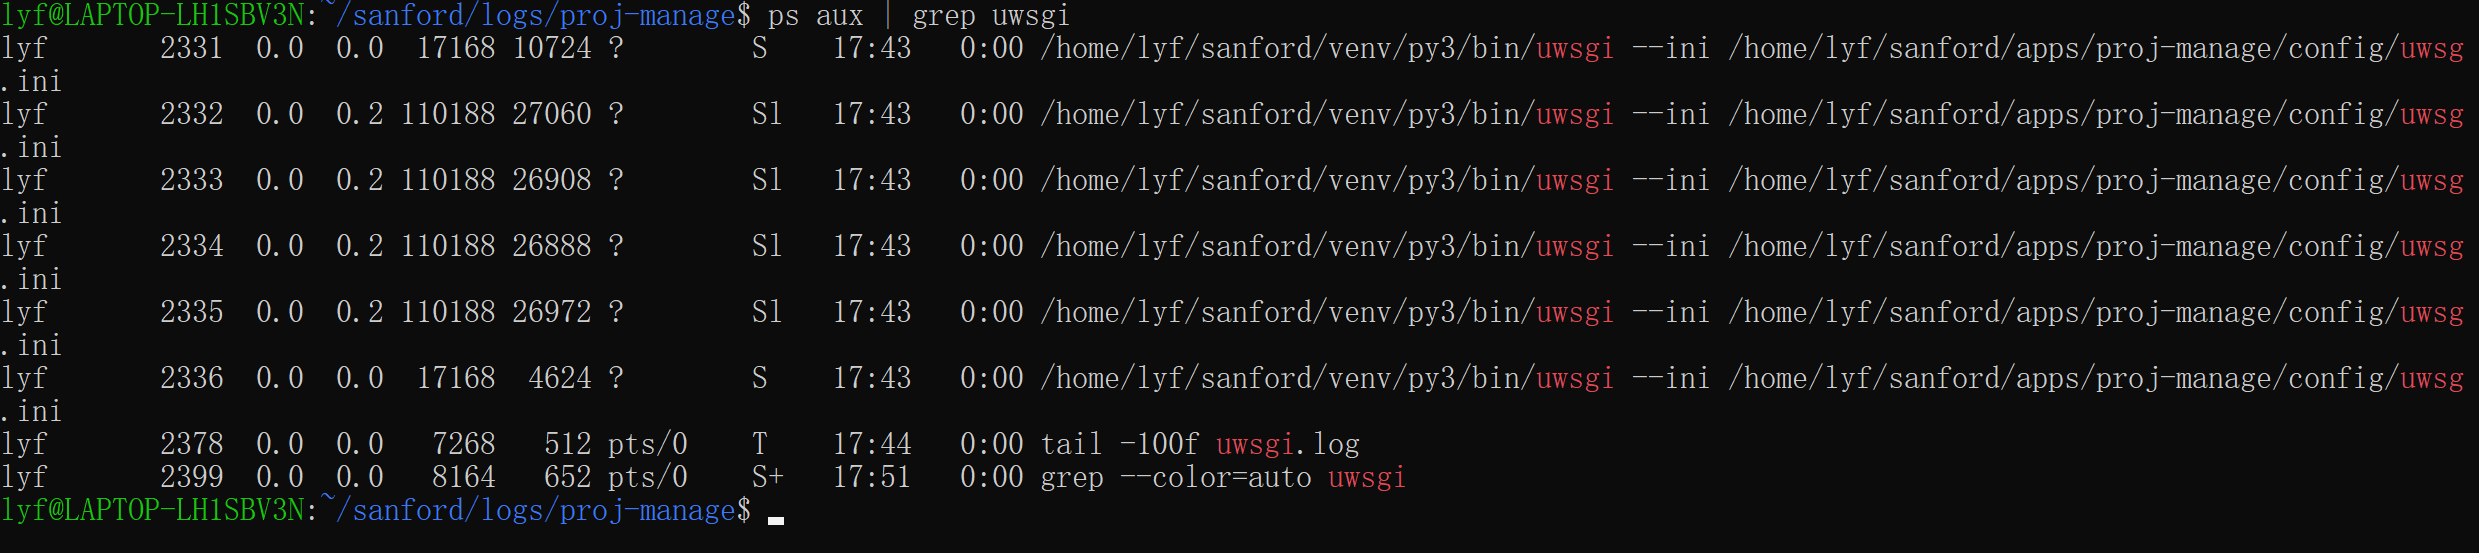 lyf@LAPTOP-LH1SBV3N:~/sanford/logs/proj-manage$ ps aux | grep uwsgi
lyf       2331  0.0  0.0  17168 10724 ?        S    17:43   0:00 /home/lyf/sanford/venv/py3/bin/uwsgi --ini /home/lyf/sanford/apps/proj-manage/config/uwsg
.ini
lyf       2332  0.0  0.2 110188 27060 ?        Sl   17:43   0:00 /home/lyf/sanford/venv/py3/bin/uwsgi --ini /home/lyf/sanford/apps/proj-manage/config/uwsg
.ini
lyf       2333  0.0  0.2 110188 26908 ?        Sl   17:43   0:00 /home/lyf/sanford/venv/py3/bin/uwsgi --ini /home/lyf/sanford/apps/proj-manage/config/uwsg
.ini
lyf       2334  0.0  0.2 110188 26888 ?        Sl   17:43   0:00 /home/lyf/sanford/venv/py3/bin/uwsgi --ini /home/lyf/sanford/apps/proj-manage/config/uwsg
.ini
lyf       2335  0.0  0.2 110188 26972 ?        Sl   17:43   0:00 /home/lyf/sanford/venv/py3/bin/uwsgi --ini /home/lyf/sanford/apps/proj-manage/config/uwsg
.ini
lyf       2336  0.0  0.0  17168  4624 ?        S    17:43   0:00 /home/lyf/sanford/venv/py3/bin/uwsgi --ini /home/lyf/sanford/apps/proj-manage/config/uwsg
.ini
lyf       2378  0.0  0.0   7268   512 pts/0    T    17:44   0:00 tail -100f uwsgi.log
lyf       2399  0.0  0.0   8164   652 pts/0    S+   17:51   0:00 grep --color=auto uwsgi
lyf@LAPTOP-LH1SBV3N:~/sanford/logs/proj-manage$